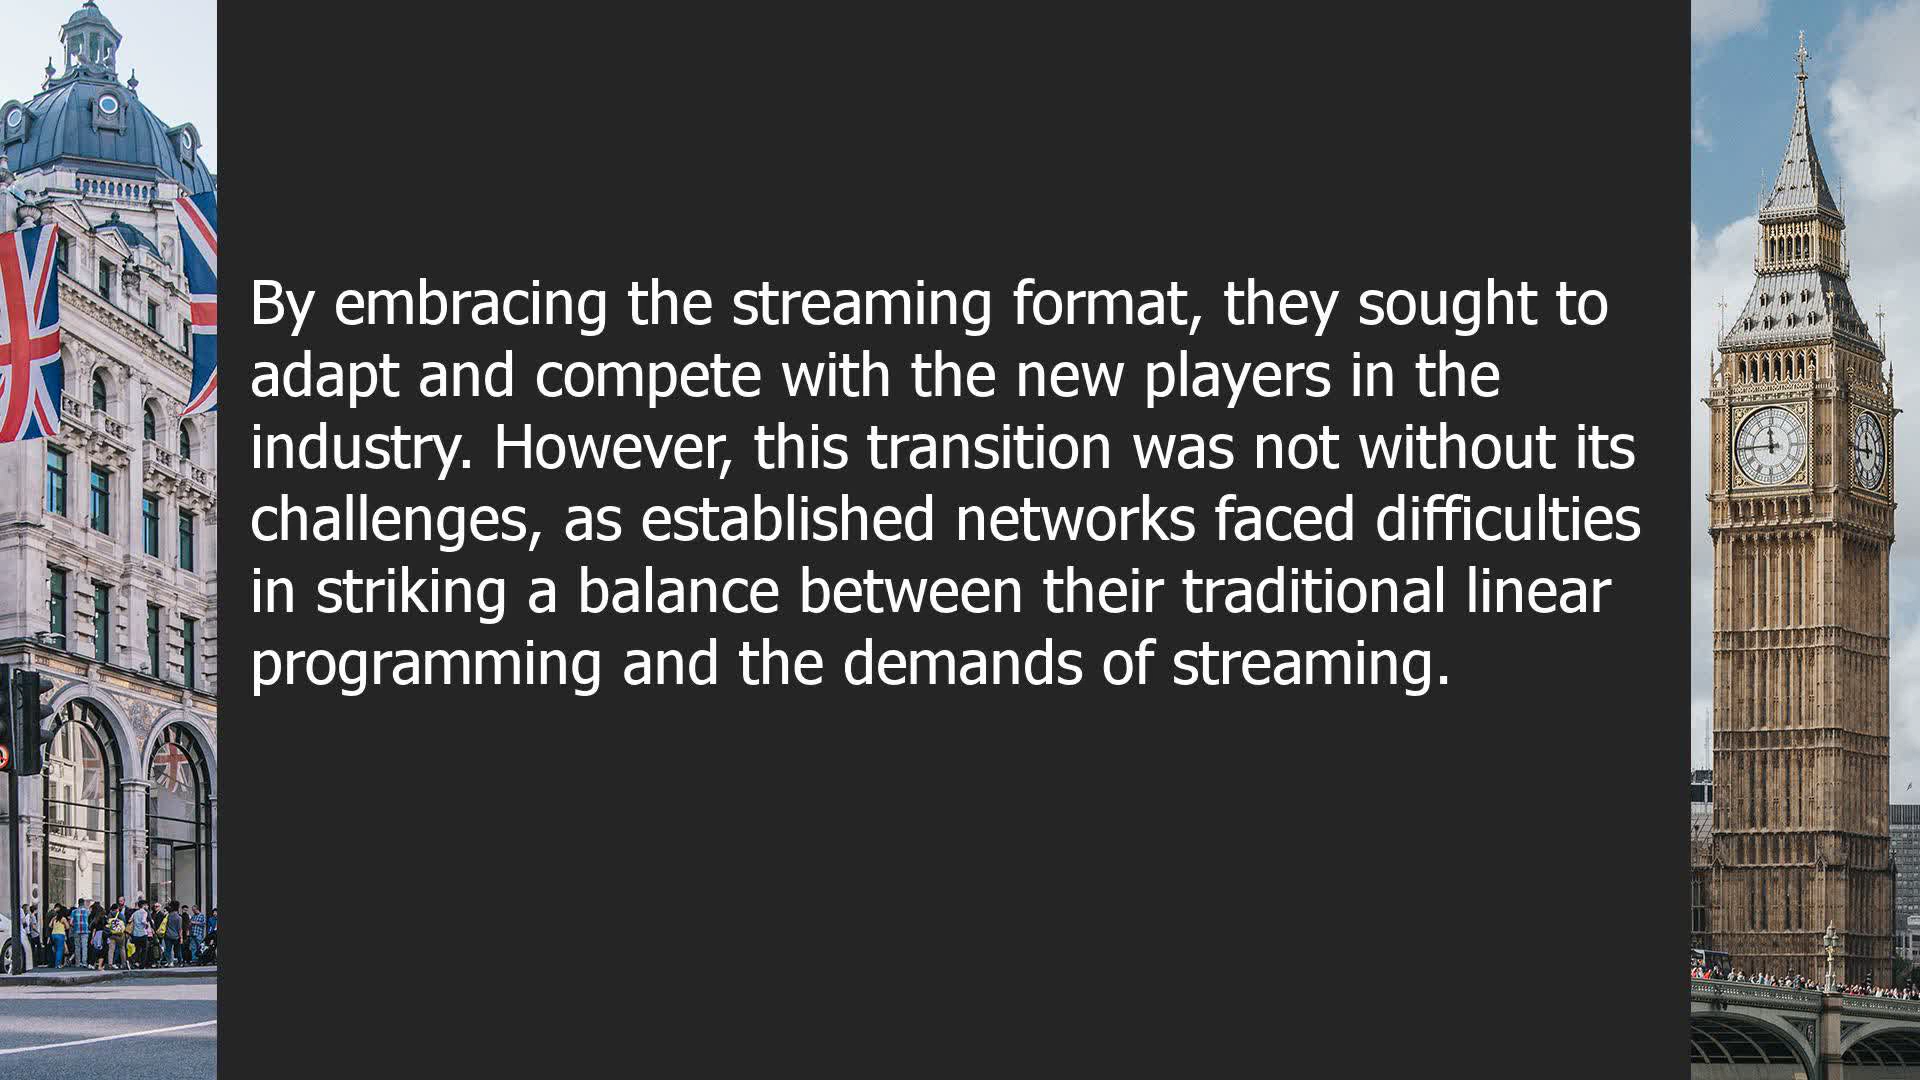 By embracing the streaming format, they sought to
adapt and compete with the new players in the
industry. However, this transition was not without its
challenges, as established networks faced difficulties
in striking a balance between their traditional linear
programming and the demands of streaming.